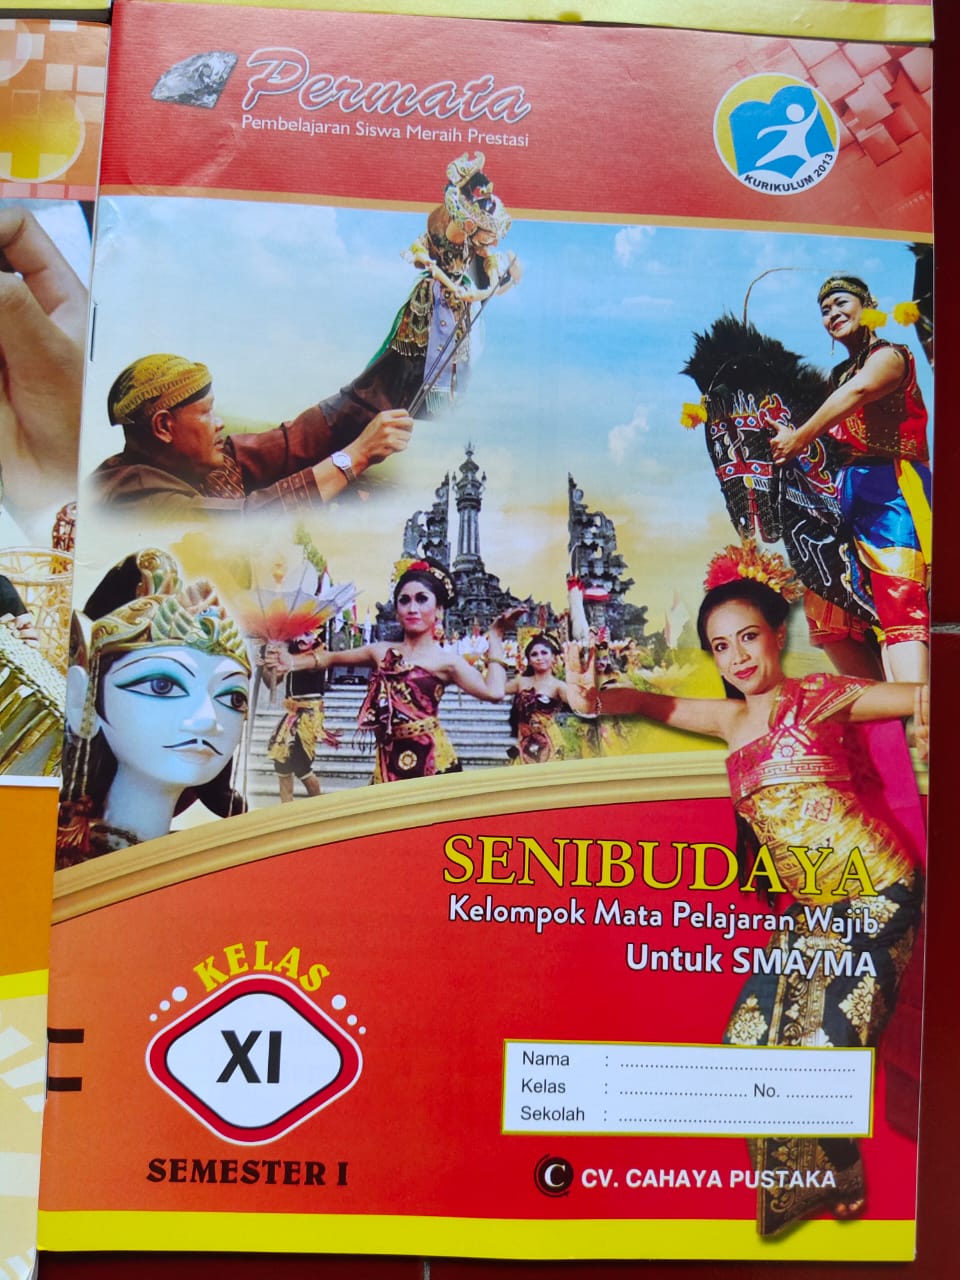 Permata
Pembelajaran Siswa Meraih Prestasi
KURIKULUM 2013
SENIBUDAYA
Kelompok Mata Pelajaran Wajib
Untuk SMA/MA
KELAS
XI
SEMESTER I
Nama : ......................................................
Kelas : ............................. No. ...............
Sekolah : ......................................................
C CV. CAHAYA PUSTAKA